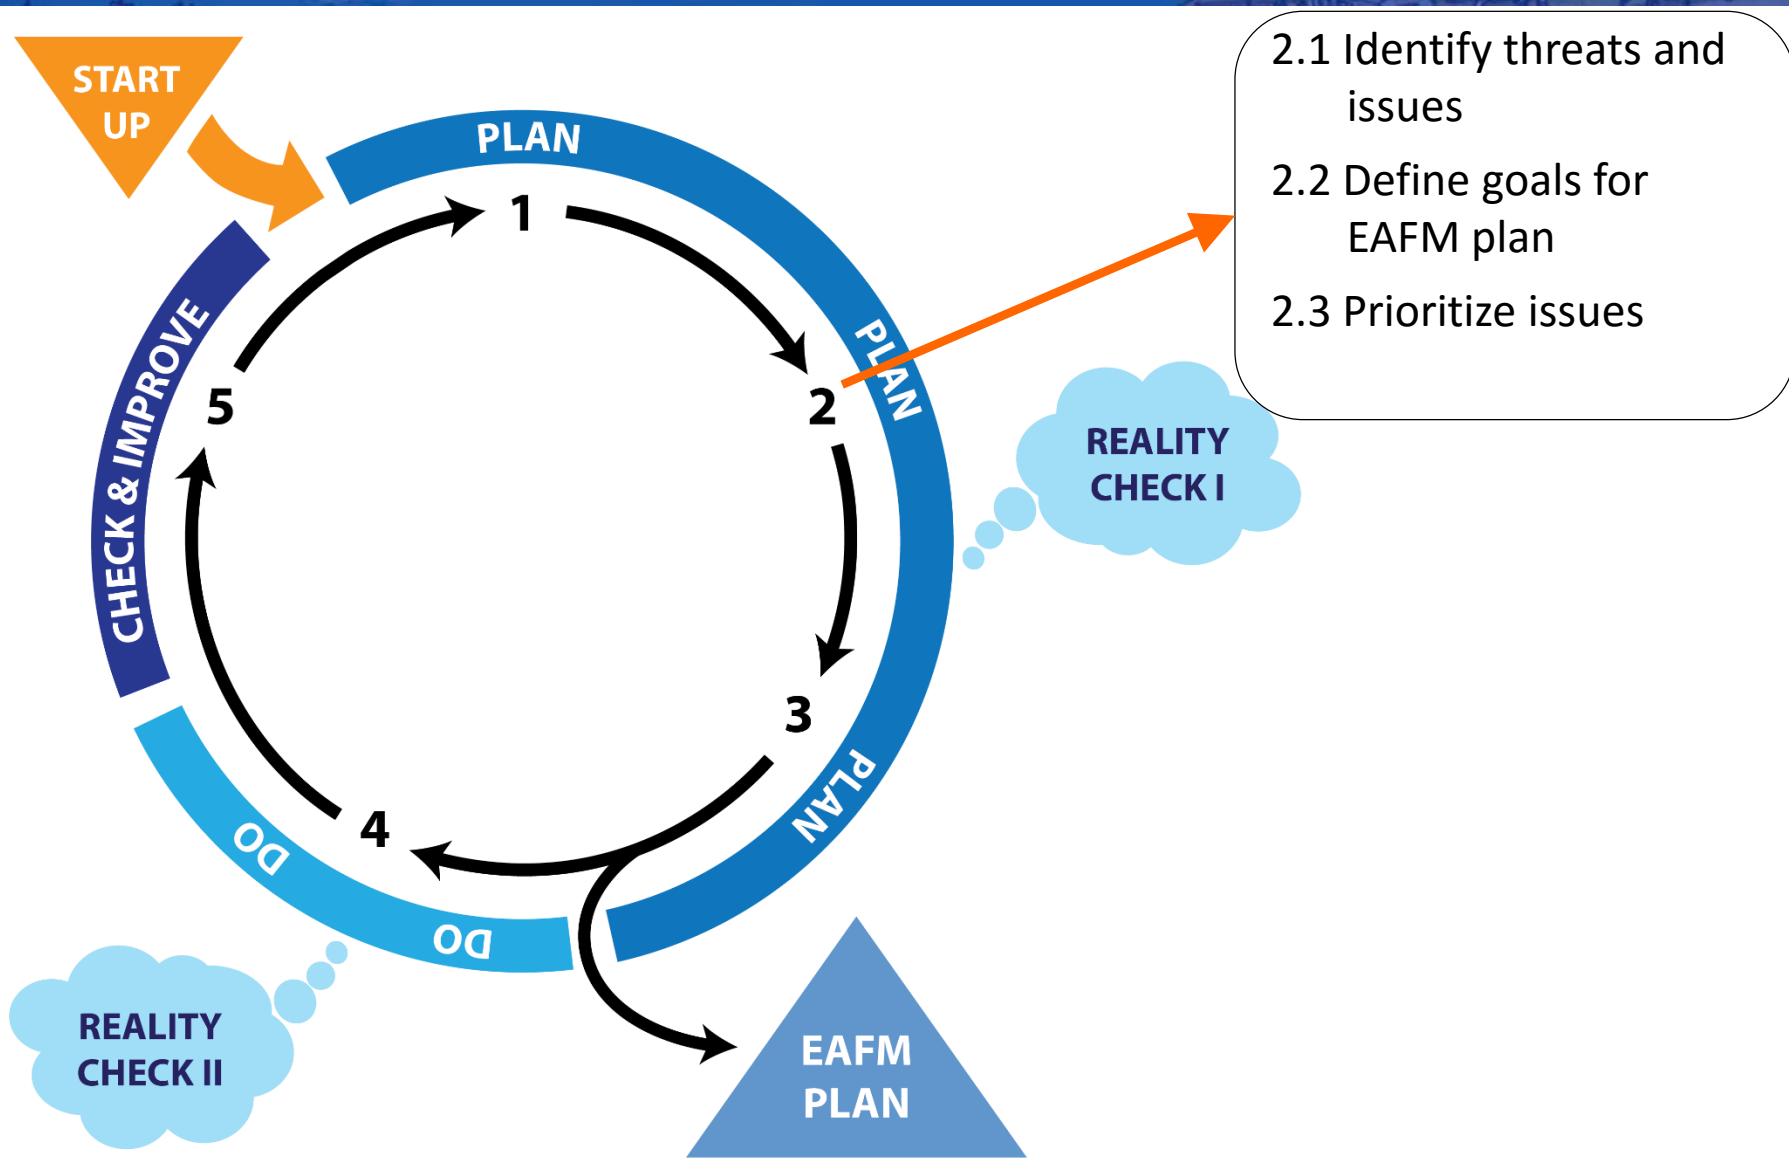 START
UP
PLAN
1
2.1 Identify threats and
issues
2.2 Define goals for
EAFM plan
2.3 Prioritize issues
PLAN
2
REALITY
CHECK I
CHECK & IMPROVE
5
3
PLAN
4
DO
DO
REALITY
CHECK II
EAFM
PLAN